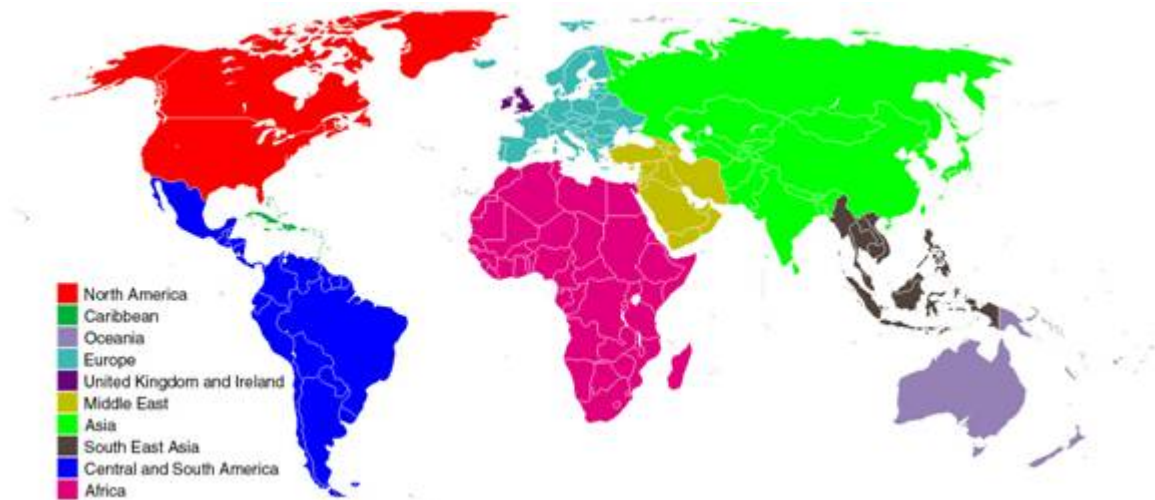 North America
Caribbean
Oceania
Europe
United Kingdom and Ireland
Middle East
Asia
South East Asia
Central and South America
Africa